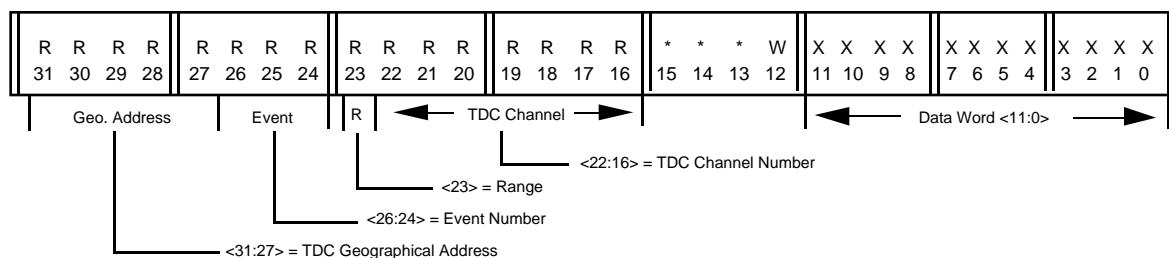 R R R R R R R R R R R R R R R R * * * W X X X X X X X X X X X X
31 30 29 28 27 26 25 24 23 22 21 20 19 18 17 16 15 14 13 12 11 10 9 8 7 6 5 4 3 2 1 0
Geo. Address Event R TDC Channel Data Word <11:0>
<22:16> = TDC Channel Number
<23> = Range
<26:24> = Event Number
<31:27> = TDC Geographical Address